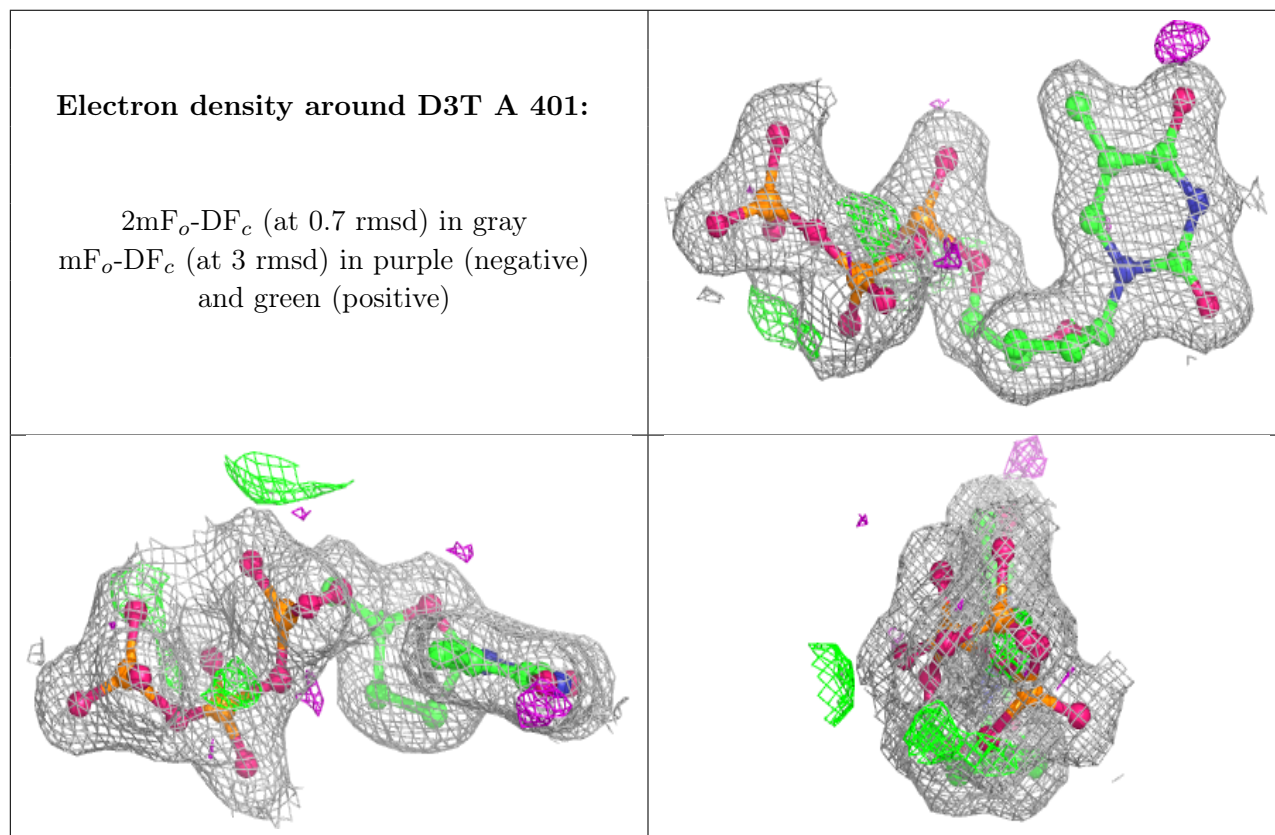 Electron density around D3T A 401:
2mFₒ-DF𝒸 (at 0.7 rmsd) in gray
mFₒ-DF𝒸 (at 3 rmsd) in purple (negative)
and green (positive)